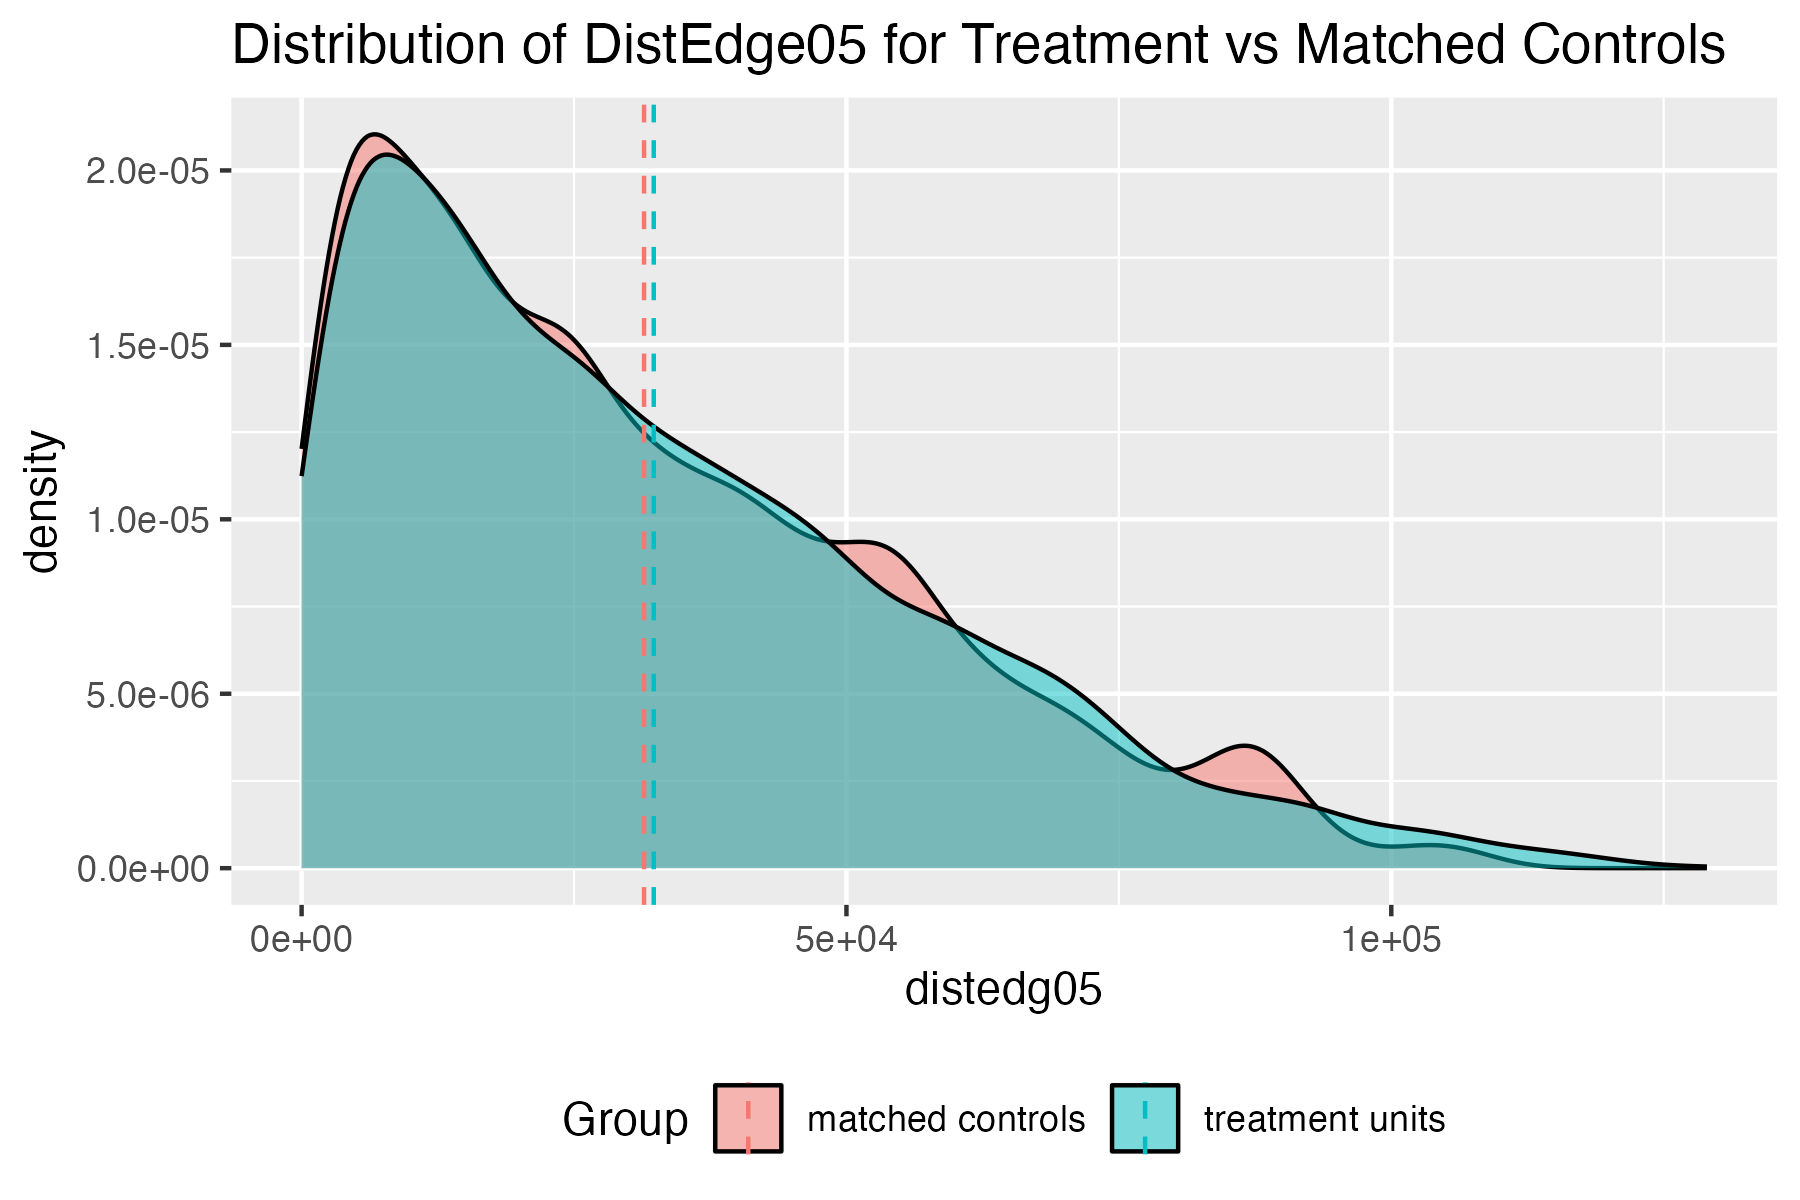 Distribution of DistEdge05 for Treatment vs Matched Controls
2.0e-05
1.5e-05
1.0e-05
5.0e-06
0.0e+00
density
0e+00 5e+04 1e+05
distedg05
Group matched controls treatment units